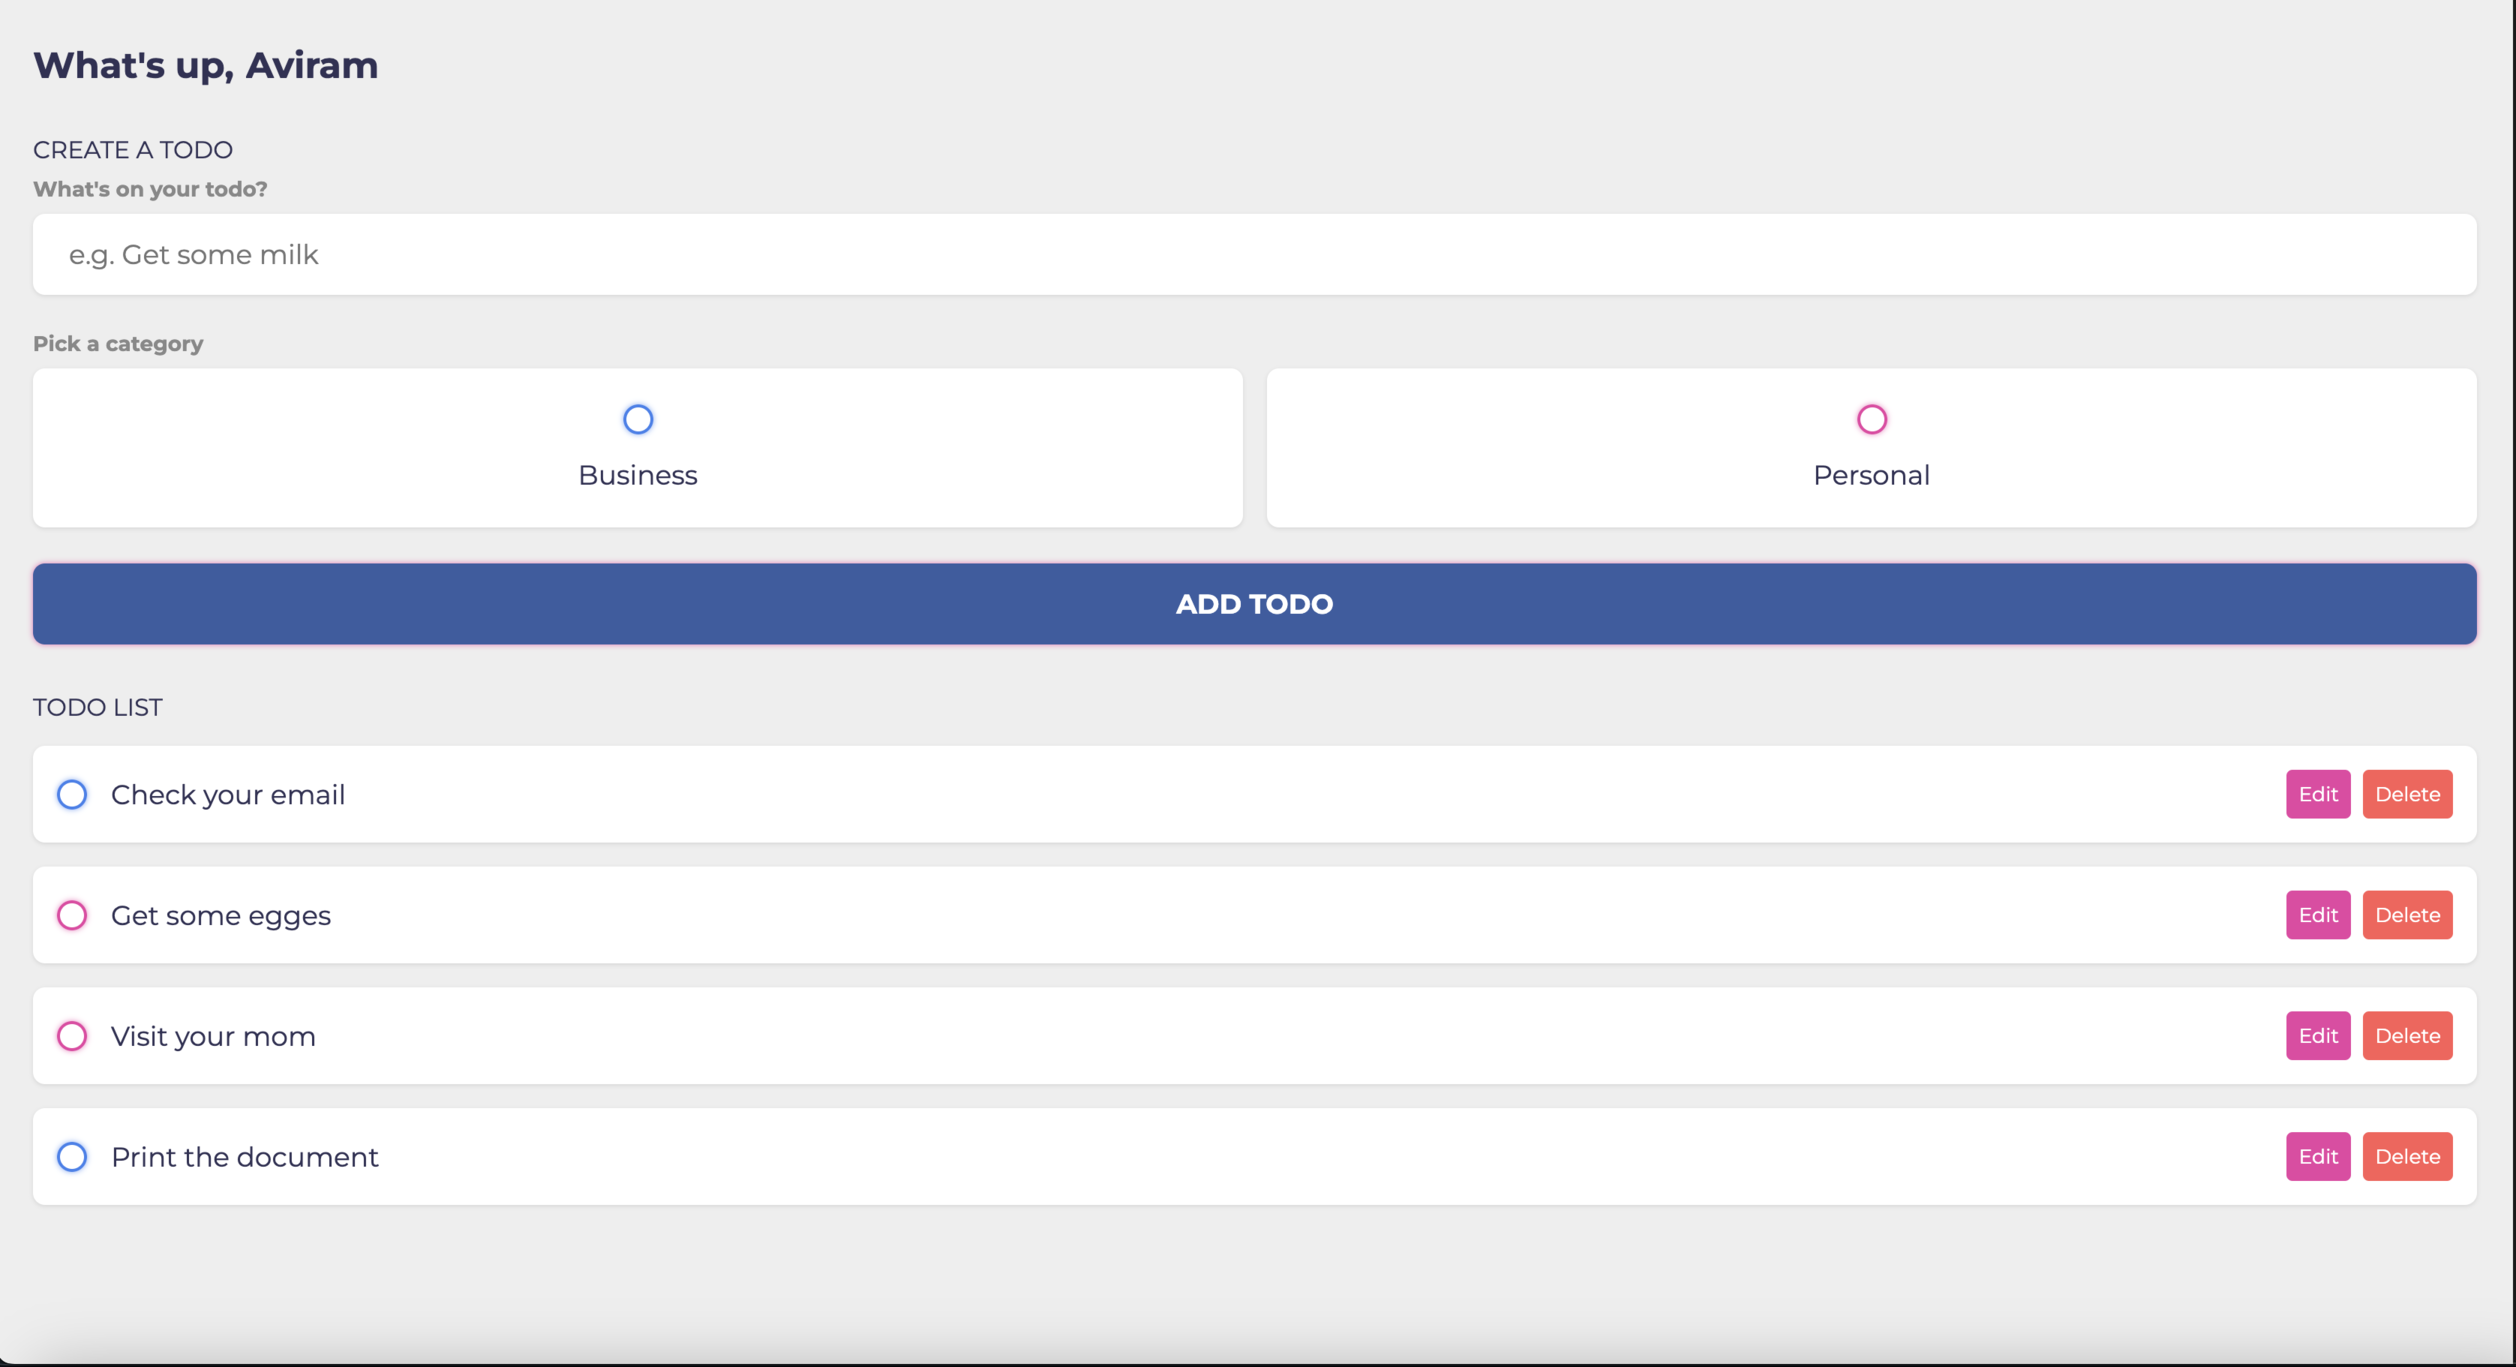 What's up, Aviram
CREATE A TODO
What's on your todo?
e.g. Get some milk
Pick a category
Business
Personal
ADD TODO
TODO LIST
Check your email Edit Delete
Get some egges Edit Delete
Visit your mom Edit Delete
Print the document Edit Delete